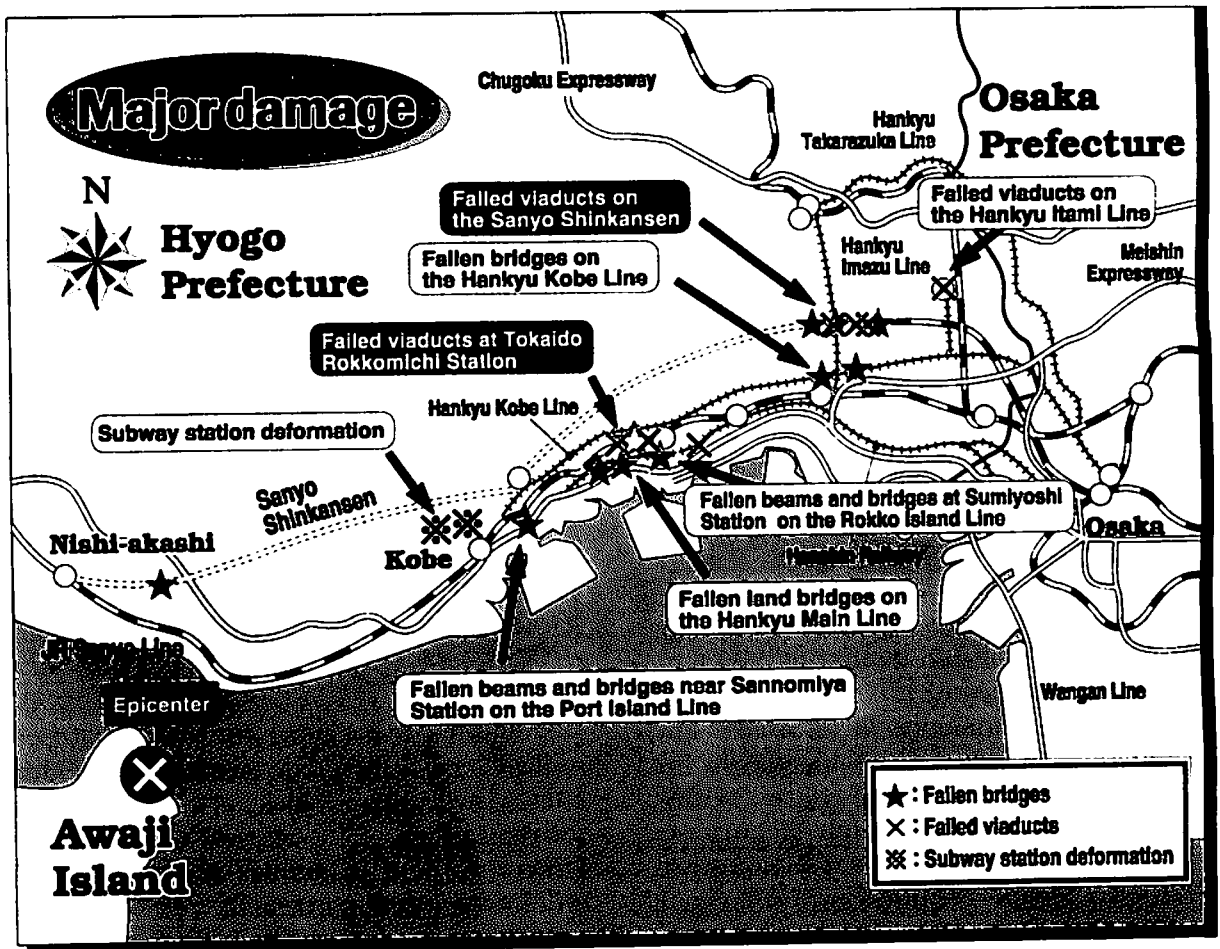 Major damage
N
Hyogo
Prefecture
Chugoku Expressway
Hankyu
Takarazuka Line
Osaka
Prefecture
Failed viaducts on
the Sanyo Shinkansen
Failed viaducts on
the Hankyu Itami Line
Fallen bridges on
the Hankyu Kobe Line
Hankyu
Imazu Line
Meishin
Expressway
Failed viaducts at Tokaido
Rokkomichi Station
Hankyu Kobe Line
Subway station deformation
Sanyo
Shinkansen
Nishi-akashi
Kobe
Fallen beams and bridges at Sumiyoshi
Station on the Rokko Island Line
Osaka
Fallen land bridges on
the Hankyu Main Line
JR Sanyo Line
Epicenter
Fallen beams and bridges near Sannomiya
Station on the Port Island Line
Wangan Line
Awaji
Island
★: Fallen bridges
×: Failed viaducts
※: Subway station deformation